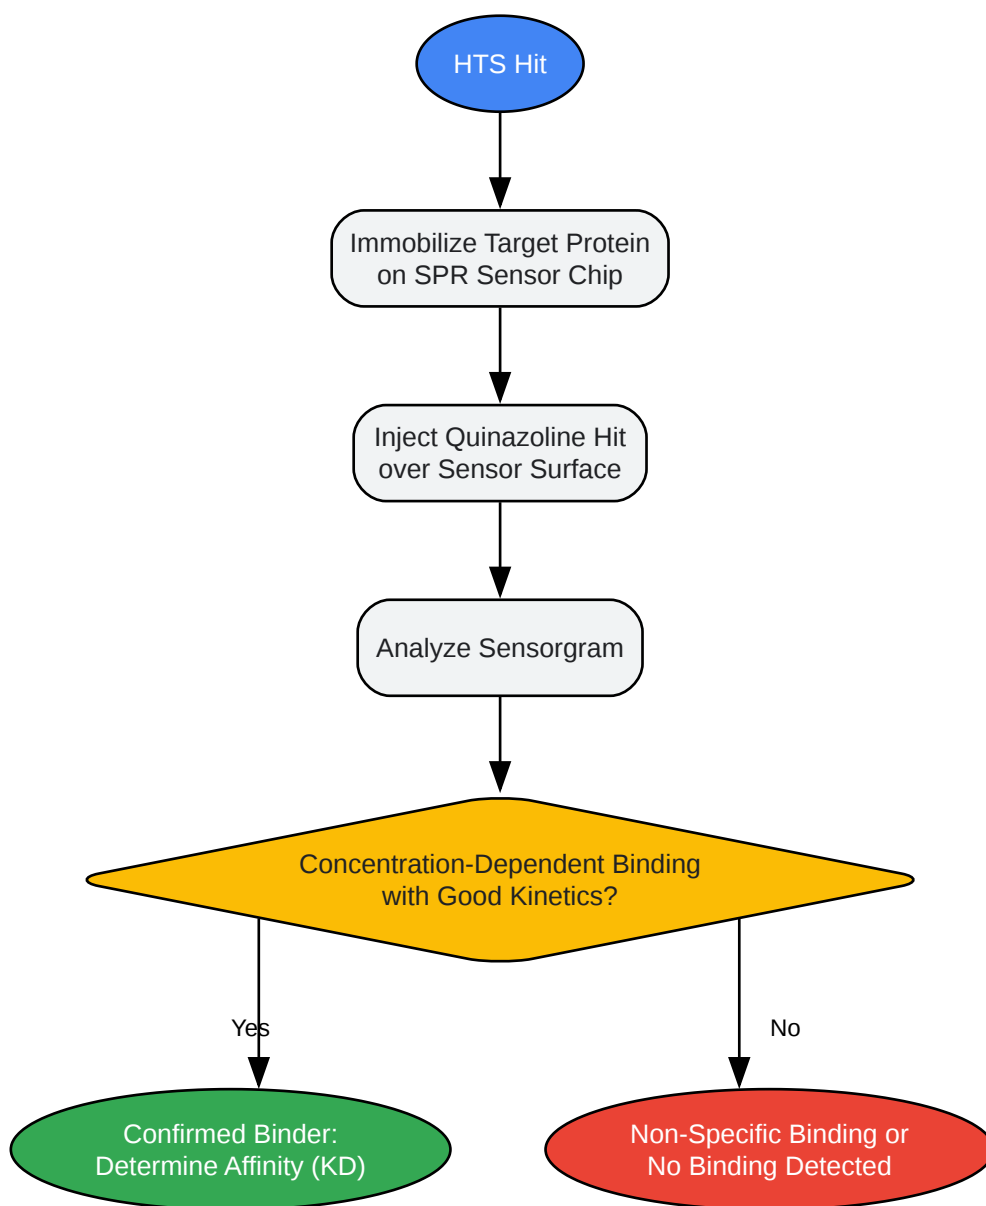 HTS Hit
Immobilize Target Protein
on SPR Sensor Chip
Inject Quinazoline Hit
over Sensor Surface
Analyze Sensorgram
Concentration-Dependent Binding
with Good Kinetics?
Yes
No
Confirmed Binder:
Determine Affinity (KD)
Non-Specific Binding or
No Binding Detected